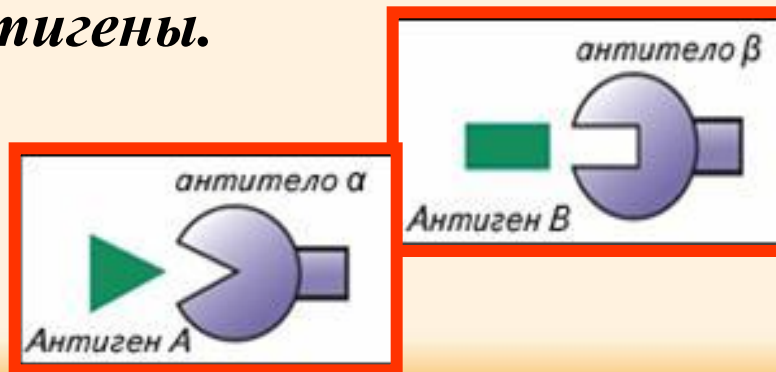 тигены.
антитело β
Антиген В
антитело α
Антиген А